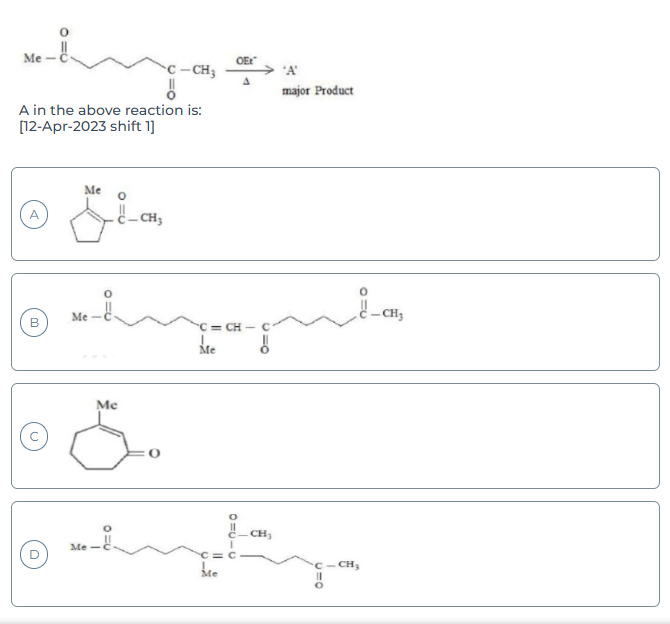 O
Me – C
C – CH₃
O
OEt⁻
Δ
'A'
major Product
A in the above reaction is:
[12-Apr-2023 shift 1]
A
Me
O
C – CH₃
B
O
Me – C
C = CH – C
Me
O
O
C – CH₃
C
Me
O
D
O
Me – C
O
C – CH₃
C = C
Me
C – CH₃
O